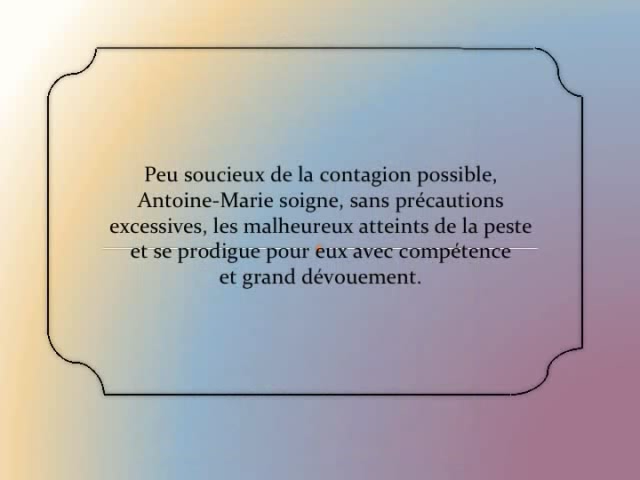 Peu soucieux de la contagion possible,
Antoine-Marie soigne, sans précautions
excessives, les malheureux atteints de la peste
et se prodigue pour eux avec compétence
et grand dévouement.